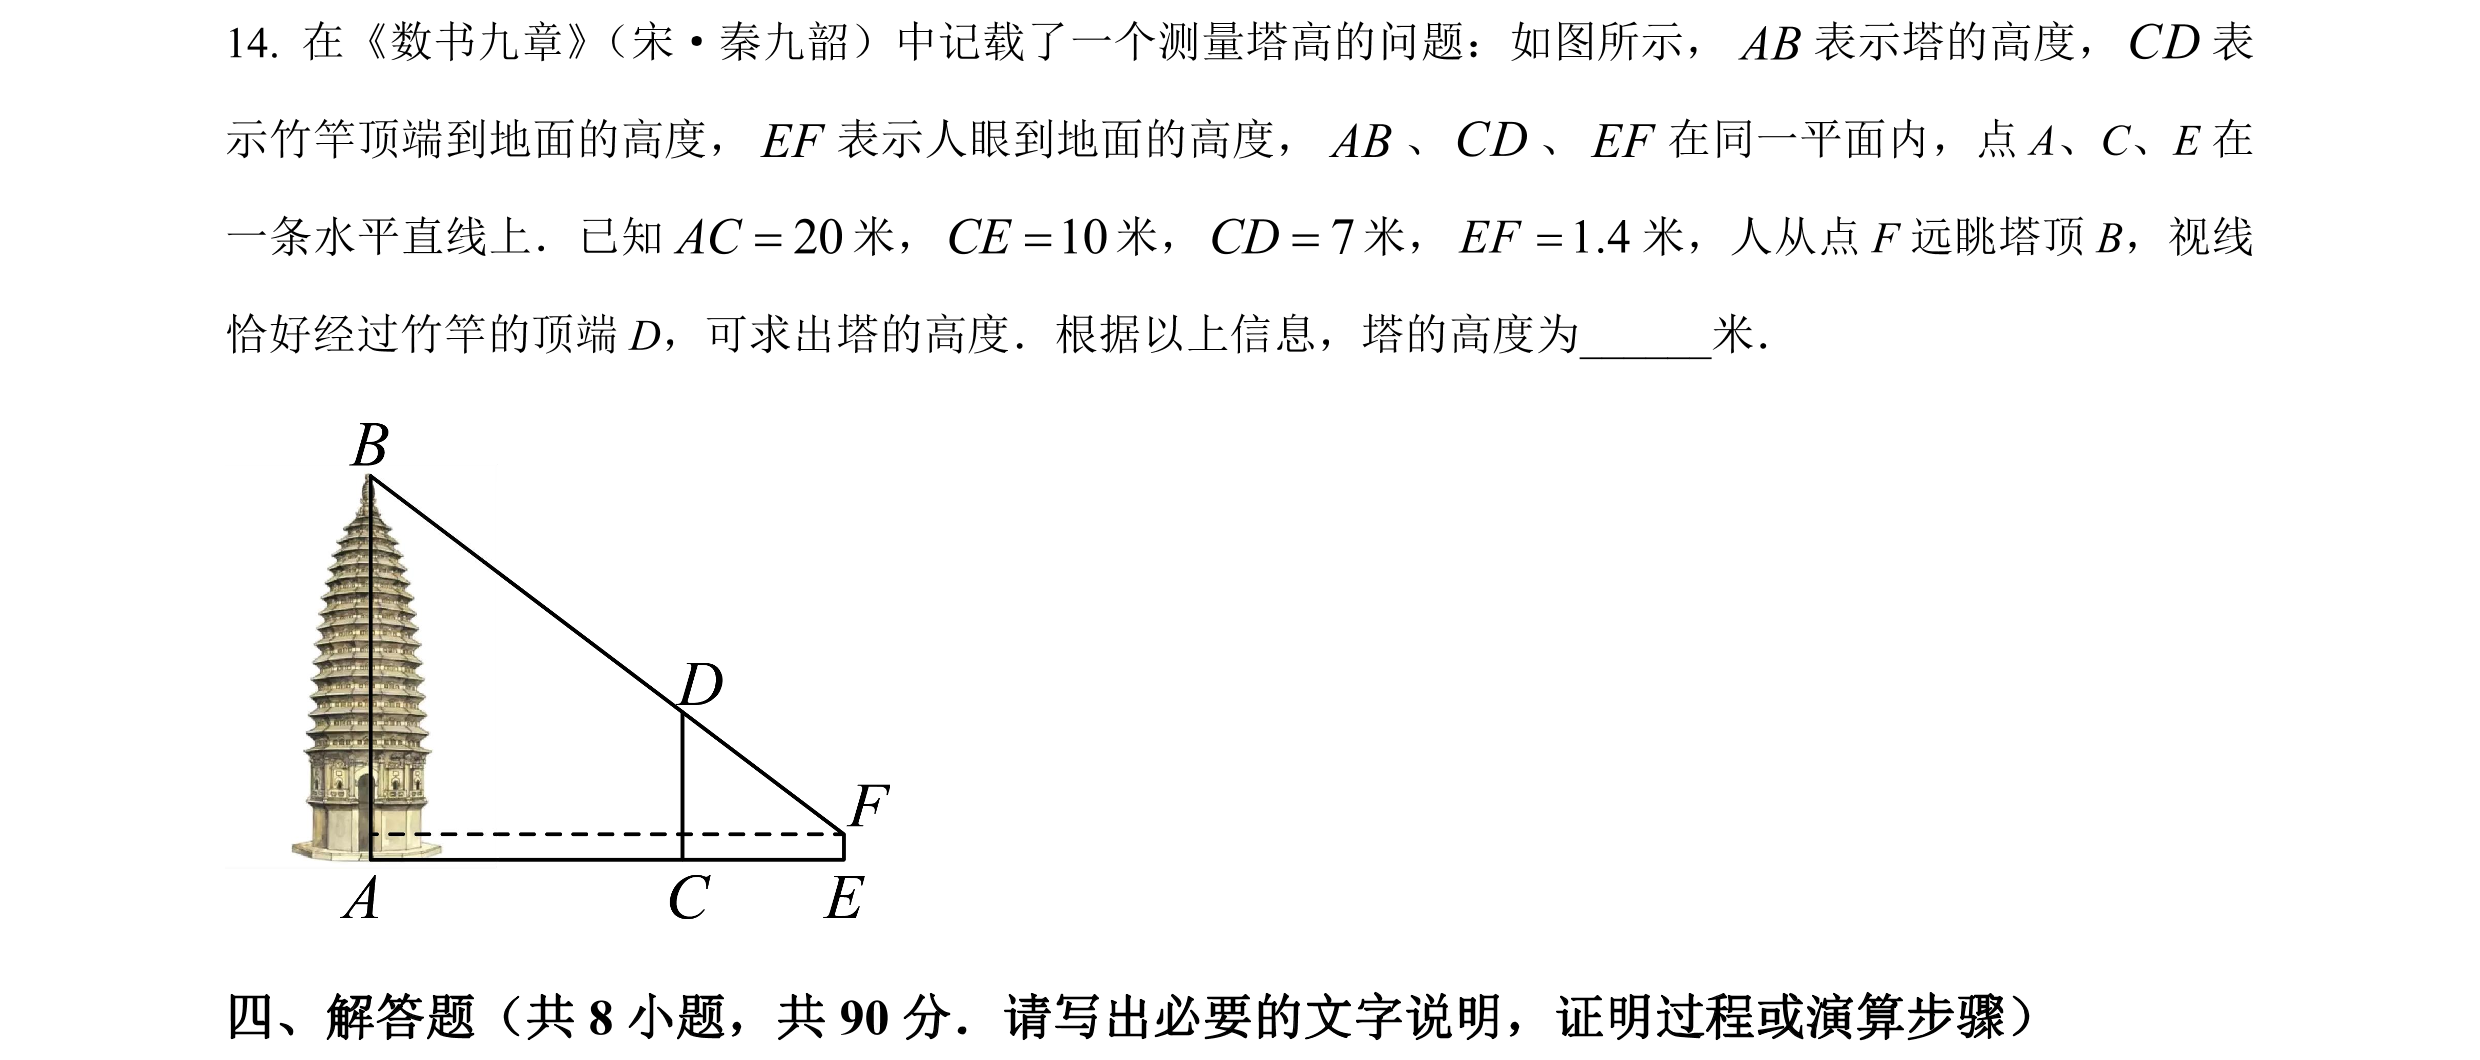 14. 在《数书九章》（宋·秦九韶）中记载了一个测量塔高的问题：如图所示， AB 表示塔的高度，CD 表
示竹竿顶端到地面的高度， EF 表示人眼到地面的高度， AB 、 CD 、 EF 在同一平面内，点 A、C、E 在
一条水平直线上．已知 AC = 20 米， CE = 10 米， CD = 7 米， EF = 1.4 米，人从点 F 远眺塔顶 B，视线
恰好经过竹竿的顶端 D，可求出塔的高度．根据以上信息，塔的高度为______米．
B
D
F
A
C
E
四、解答题（共 8 小题，共 90 分．请写出必要的文字说明，证明过程或演算步骤）